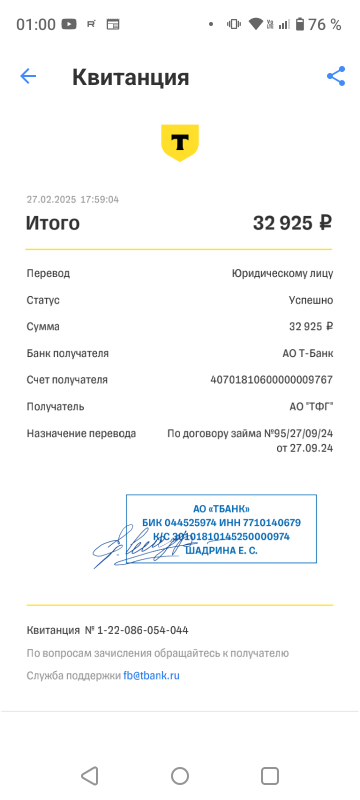 01:00 76 %
Квитанция
Т
27.02.2025 17:59:04
Итого 32 925 ₽
Перевод Юридическому лицу
Статус Успешно
Сумма 32 925 ₽
Банк получателя АО Т-Банк
Счет получателя 40701810600000009767
Получатель АО "ТФГ"
Назначение перевода По договору займа №95/27/09/24
от 27.09.24
АО «ТБАНК»
БИК 044525974 ИНН 7710140679
К/С 30101810145250000974
ШАДРИНА Е. С.
Квитанция № 1-22-086-054-044
По вопросам зачисления обращайтесь к получателю
Служба поддержки fb@tbank.ru